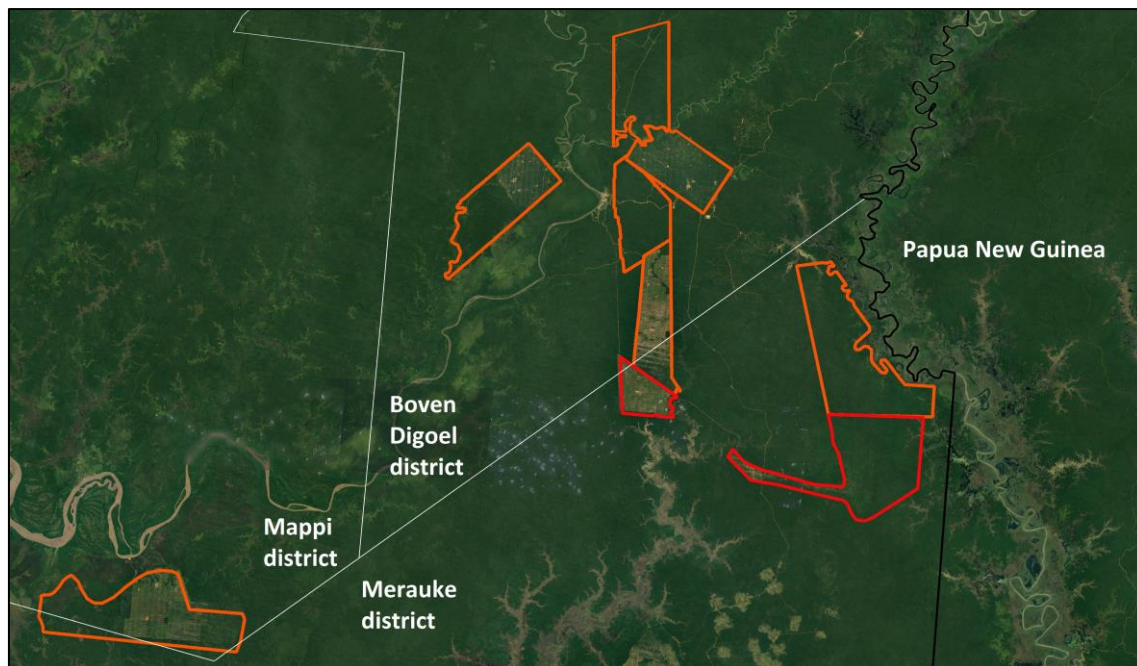 Papua New Guinea
Boven
Digoel
district
Mappi
district
Merauke
district